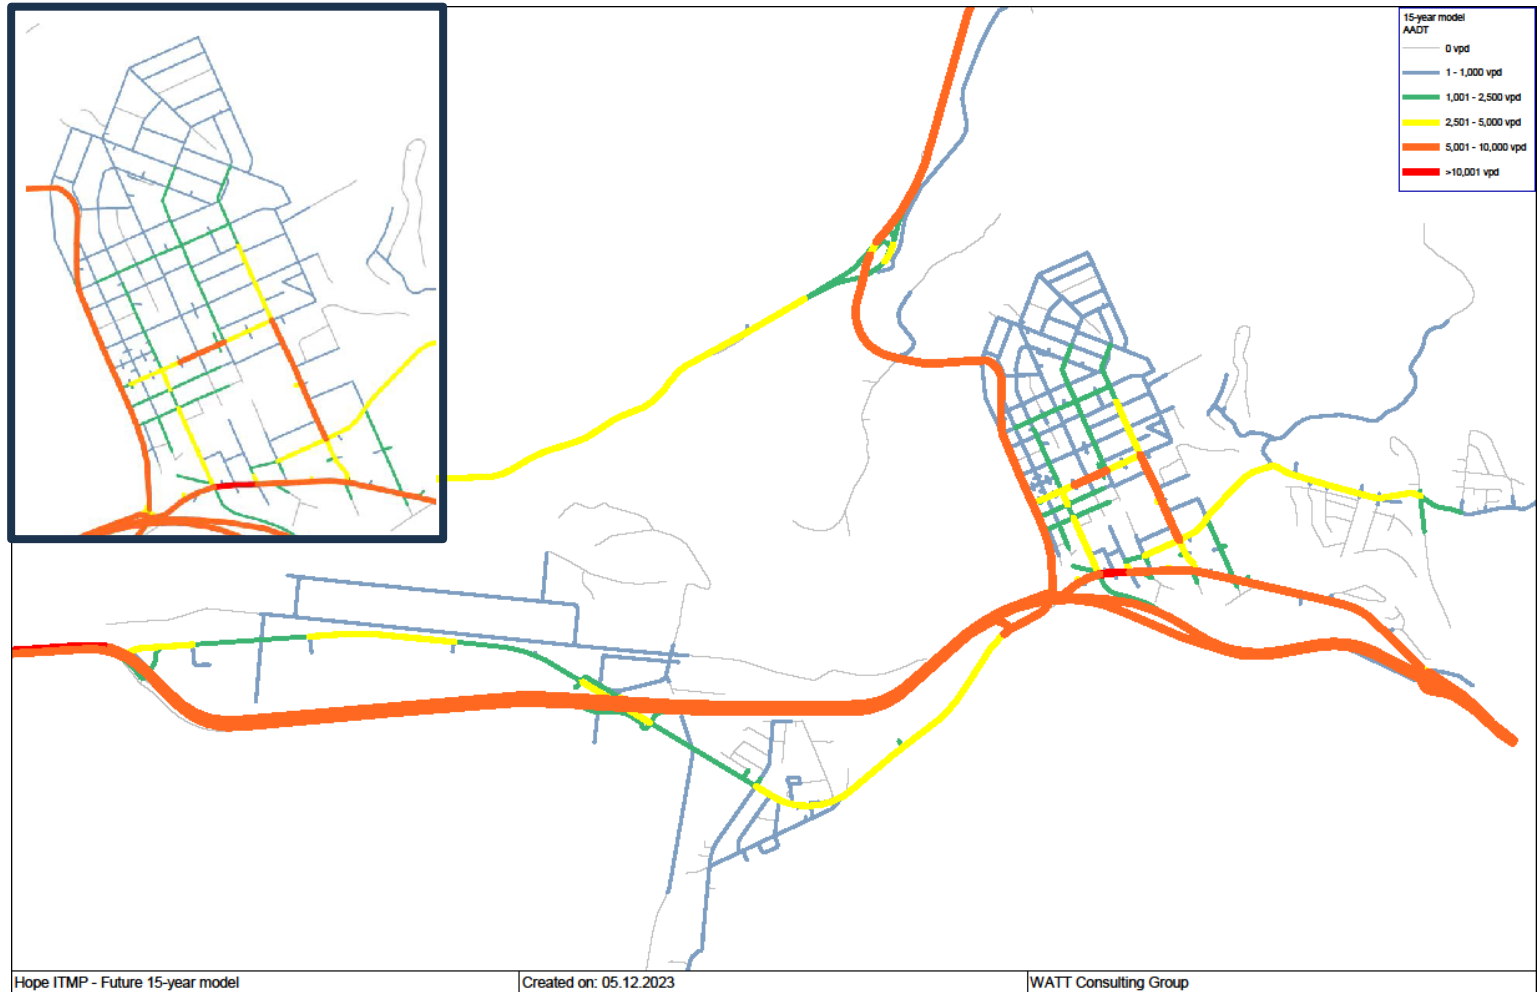 15-year model
AADT
0 vpd
1 - 1,000 vpd
1,001 - 2,500 vpd
2,501 - 5,000 vpd
5,001 - 10,000 vpd
>10,001 vpd
Hope ITMP - Future 15-year model
Created on: 05.12.2023
WATT Consulting Group